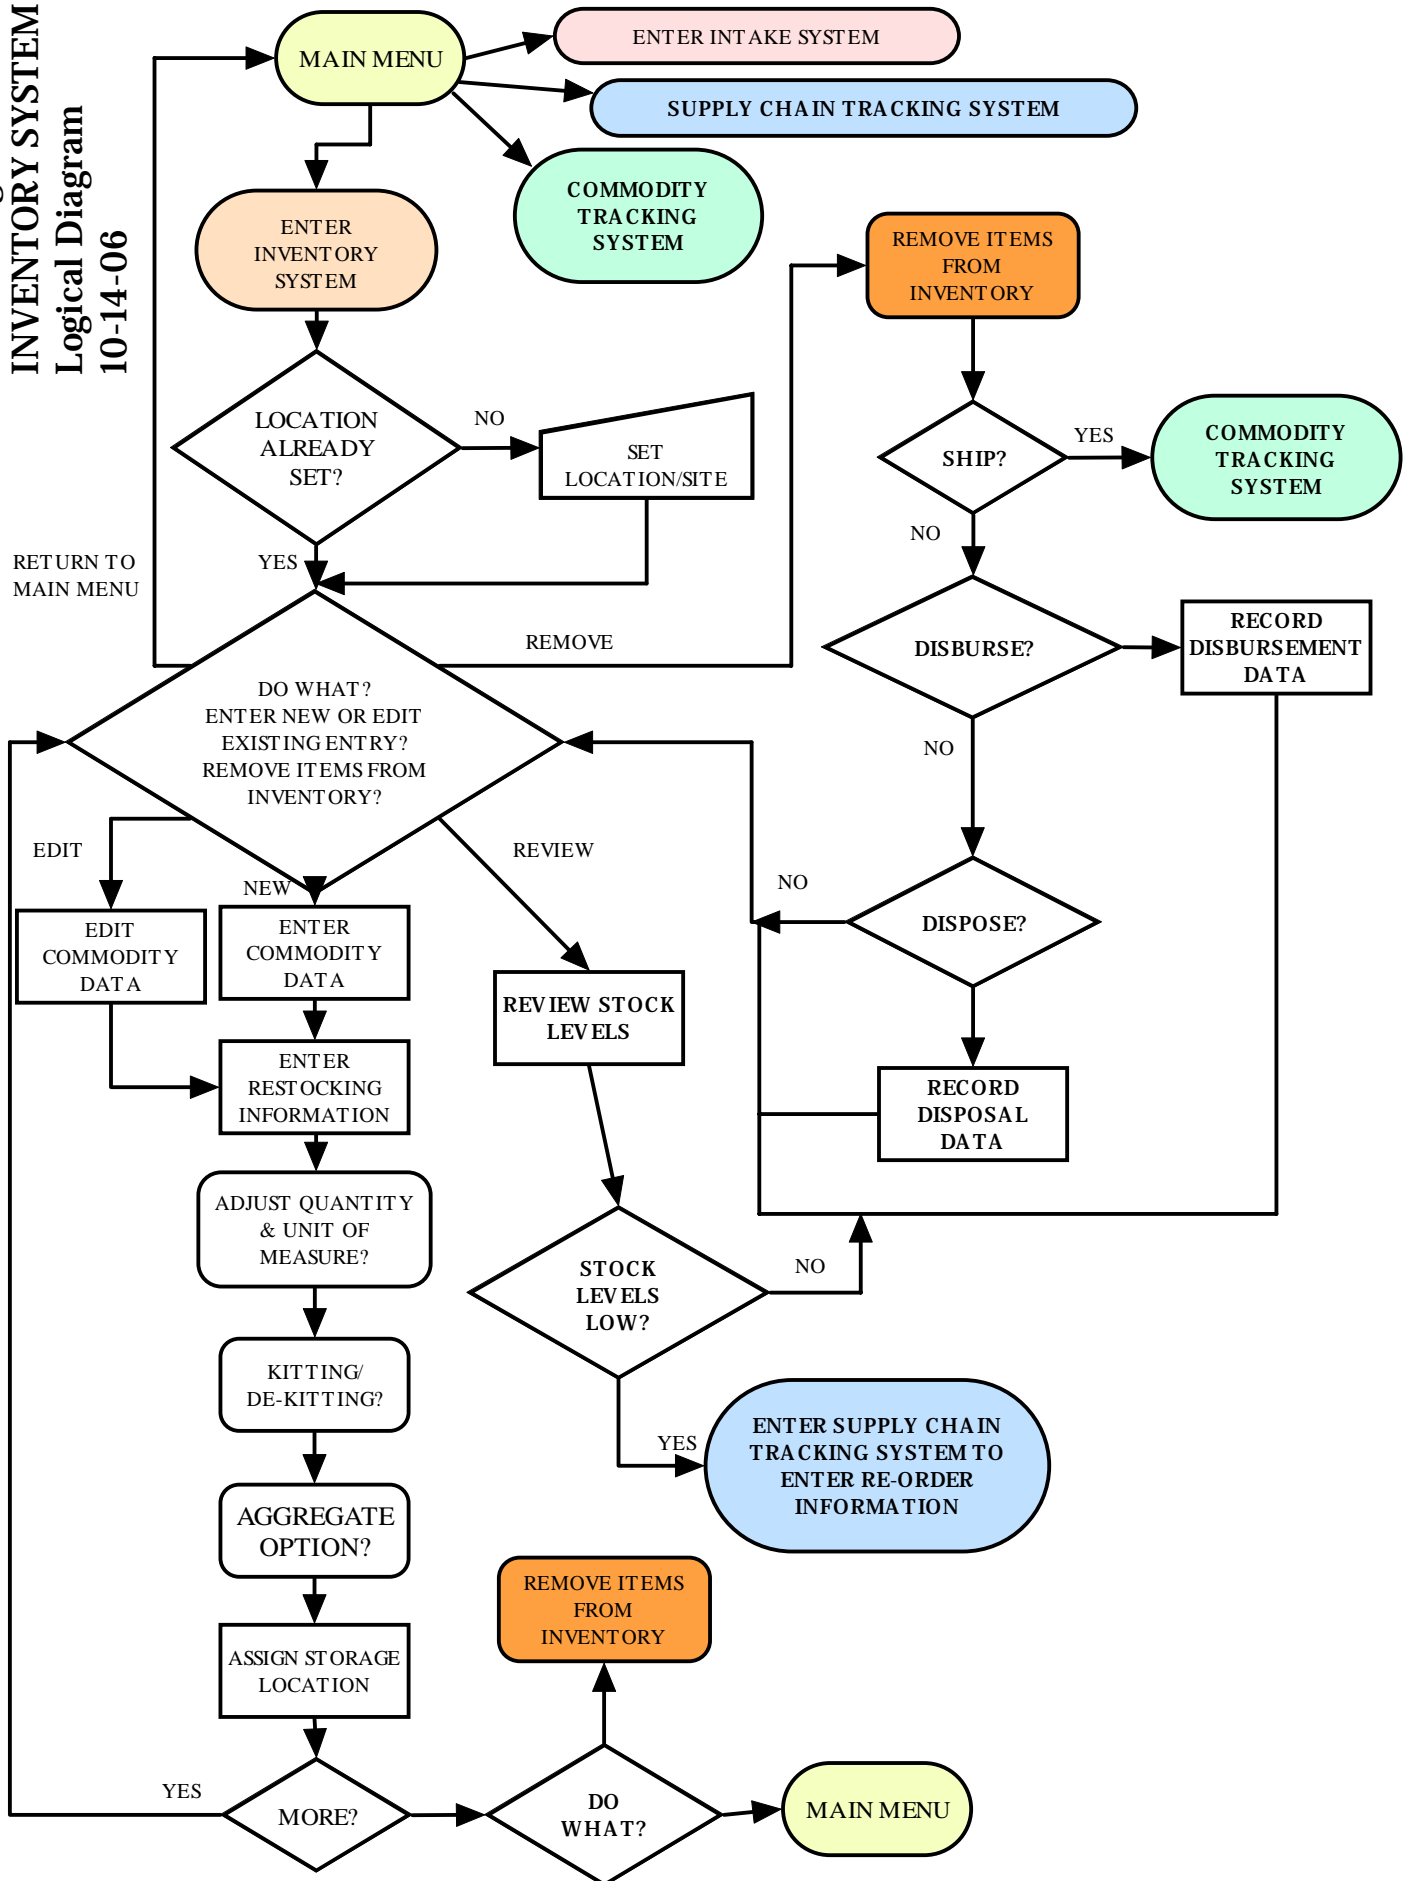 INVENTORY SYSTEM
Logical Diagram
10-14-06
MAIN MENU
ENTER INTAKE SYSTEM
SUPPLY CHAIN TRACKING SYSTEM
COMMODITY
TRACKING
SYSTEM
ENTER
INVENTORY
SYSTEM
REMOVE ITEMS
FROM
INVENTORY
LOCATION
ALREADY
SET?
NO
SET
LOCATION/SITE
SHIP?
YES
COMMODITY
TRACKING
SYSTEM
NO
YES
RETURN TO
MAIN MENU
REMOVE
DISBURSE?
RECORD
DISBURSEMENT
DATA
DO WHAT?
ENTER NEW OR EDIT
EXISTING ENTRY?
REMOVE ITEMS FROM
INVENTORY?
NO
EDIT
REVIEW
NEW
NO
EDIT
COMMODITY
DATA
ENTER
COMMODITY
DATA
DISPOSE?
REVIEW STOCK
LEVELS
ENTER
RESTOCKING
INFORMATION
RECORD
DISPOSAL
DATA
ADJUST QUANTITY
& UNIT OF
MEASURE?
STOCK
LEVELS
LOW?
NO
KITTING/
DE-KITTING?
YES
ENTER SUPPLY CHAIN
TRACKING SYSTEM TO
ENTER RE-ORDER
INFORMATION
AGGREGATE
OPTION?
REMOVE ITEMS
FROM
INVENTORY
ASSIGN STORAGE
LOCATION
YES
MORE?
DO
WHAT?
MAIN MENU